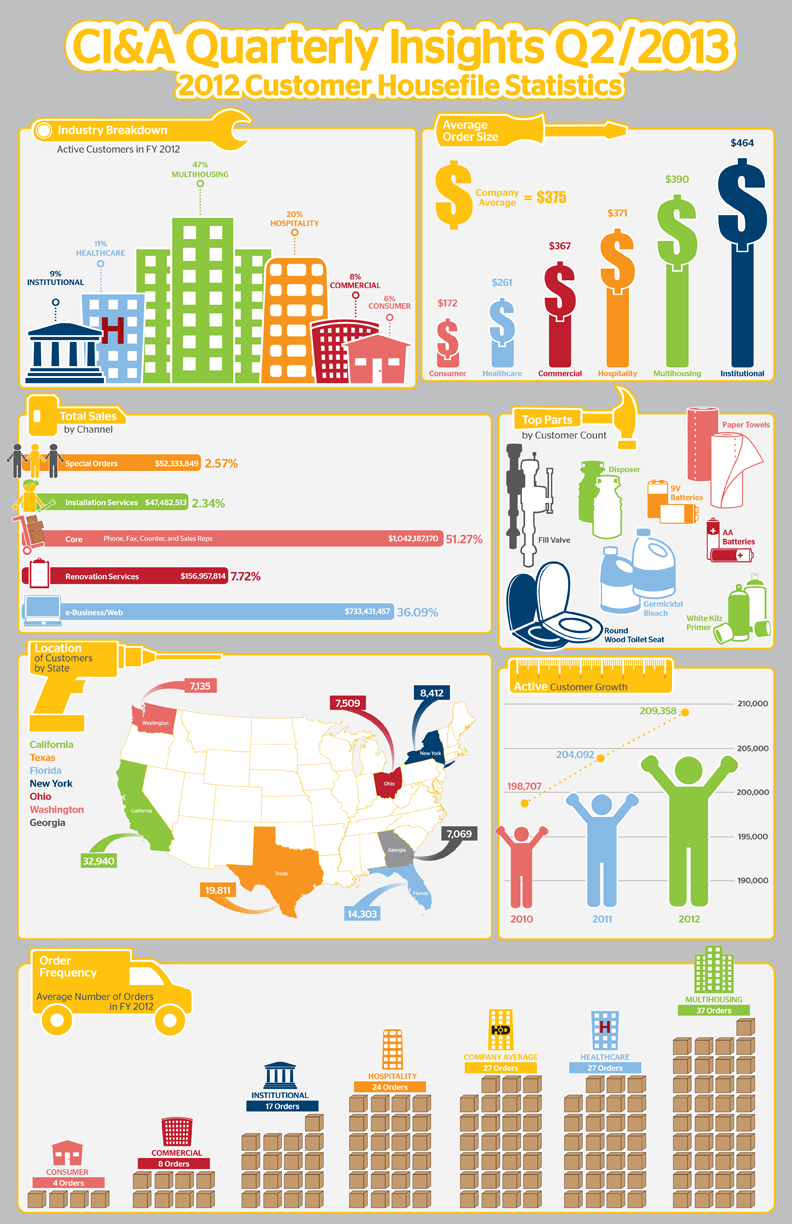 CI&A Quarterly Insights Q2/2013
2012 Customer Housefile Statistics
Industry Breakdown
Active Customers in FY 2012
47%
MULTIHOUSING
20%
HOSPITALITY
11%
HEALTHCARE
9%
INSTITUTIONAL
8%
COMMERCIAL
6%
CONSUMER
H
Average
Order Size
$
Company
Average = $375
$172
$
Consumer
$261
$
Healthcare
$367
$
Commercial
$371
$
Hospitality
$390
$
Multihousing
$464
$
Institutional
Total Sales
by Channel
Special Orders $52,333,849 2.57%
Installation Services $47,482,513 2.34%
Core Phone, Fax, Counter, and Sales Reps $1,042,187,170 51.27%
Renovation Services $156,957,814 7.72%
e-Business/Web $733,431,457 36.09%
Top Parts
by Customer Count
Paper Towels
Disposer
9V
Batteries
Fill Valve
AA
Batteries
Germicidal
Bleach
White Kilz
Primer
Round
Wood Toilet Seat
Location
of Customers
by State
California
Texas
Florida
New York
Ohio
Washington
Georgia
7,135
Washington
7,509
Ohio
8,412
New York
California
32,940
Texas
19,811
Georgia
7,069
Florida
14,303
Active Customer Growth
210,000
205,000
200,000
195,000
190,000
198,707
204,092
209,358
2010
2011
2012
Order
Frequency
Average Number of Orders
in FY 2012
CONSUMER
4 Orders
COMMERCIAL
8 Orders
INSTITUTIONAL
17 Orders
HOSPITALITY
24 Orders
HD
COMPANY AVERAGE
27 Orders
H
HEALTHCARE
27 Orders
MULTIHOUSING
37 Orders